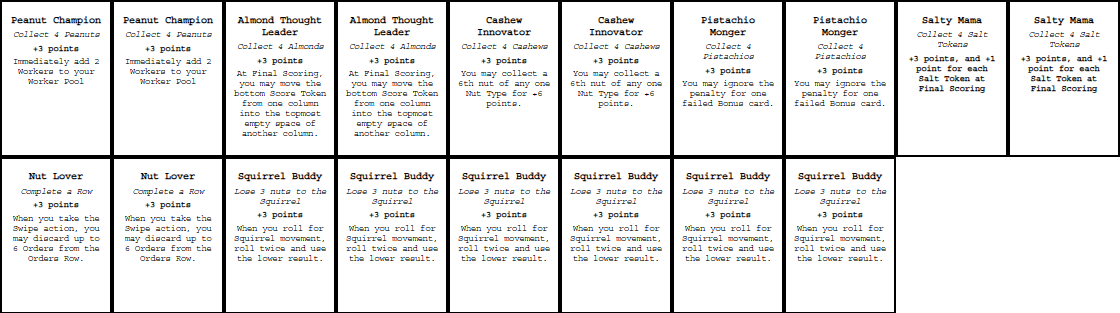 Peanut Champion
Collect 4 Peanuts
+3 points
Immediately add 2
Workers to your
Worker Pool
Peanut Champion
Collect 4 Peanuts
+3 points
Immediately add 2
Workers to your
Worker Pool
Almond Thought
Leader
Collect 4 Almonds
+3 points
At Final Scoring,
you may move the
bottom Score Token
from one column
into the topmost
empty space of
another column.
Almond Thought
Leader
Collect 4 Almonds
+3 points
At Final Scoring,
you may move the
bottom Score Token
from one column
into the topmost
empty space of
another column.
Cashew
Innovator
Collect 4 Cashews
+3 points
You may collect a
6th nut of any one
Nut Type for +6
points.
Cashew
Innovator
Collect 4 Cashews
+3 points
You may collect a
6th nut of any one
Nut Type for +6
points.
Pistachio
Monger
Collect 4
Pistachios
+3 points
You may ignore the
penalty for one
failed Bonus card.
Pistachio
Monger
Collect 4
Pistachios
+3 points
You may ignore the
penalty for one
failed Bonus card.
Salty Mama
Collect 4 Salt
Tokens
+3 points, and +1
point for each
Salt Token at
Final Scoring
Salty Mama
Collect 4 Salt
Tokens
+3 points, and +1
point for each
Salt Token at
Final Scoring
Nut Lover
Complete a Row
+3 points
When you take the
Swipe action, you
may discard up to
6 Orders from the
Orders Row.
Nut Lover
Complete a Row
+3 points
When you take the
Swipe action, you
may discard up to
6 Orders from the
Orders Row.
Squirrel Buddy
Lose 3 nuts to the
Squirrel
+3 points
When you roll for
Squirrel movement,
roll twice and use
the lower result.
Squirrel Buddy
Lose 3 nuts to the
Squirrel
+3 points
When you roll for
Squirrel movement,
roll twice and use
the lower result.
Squirrel Buddy
Lose 3 nuts to the
Squirrel
+3 points
When you roll for
Squirrel movement,
roll twice and use
the lower result.
Squirrel Buddy
Lose 3 nuts to the
Squirrel
+3 points
When you roll for
Squirrel movement,
roll twice and use
the lower result.
Squirrel Buddy
Lose 3 nuts to the
Squirrel
+3 points
When you roll for
Squirrel movement,
roll twice and use
the lower result.
Squirrel Buddy
Lose 3 nuts to the
Squirrel
+3 points
When you roll for
Squirrel movement,
roll twice and use
the lower result.